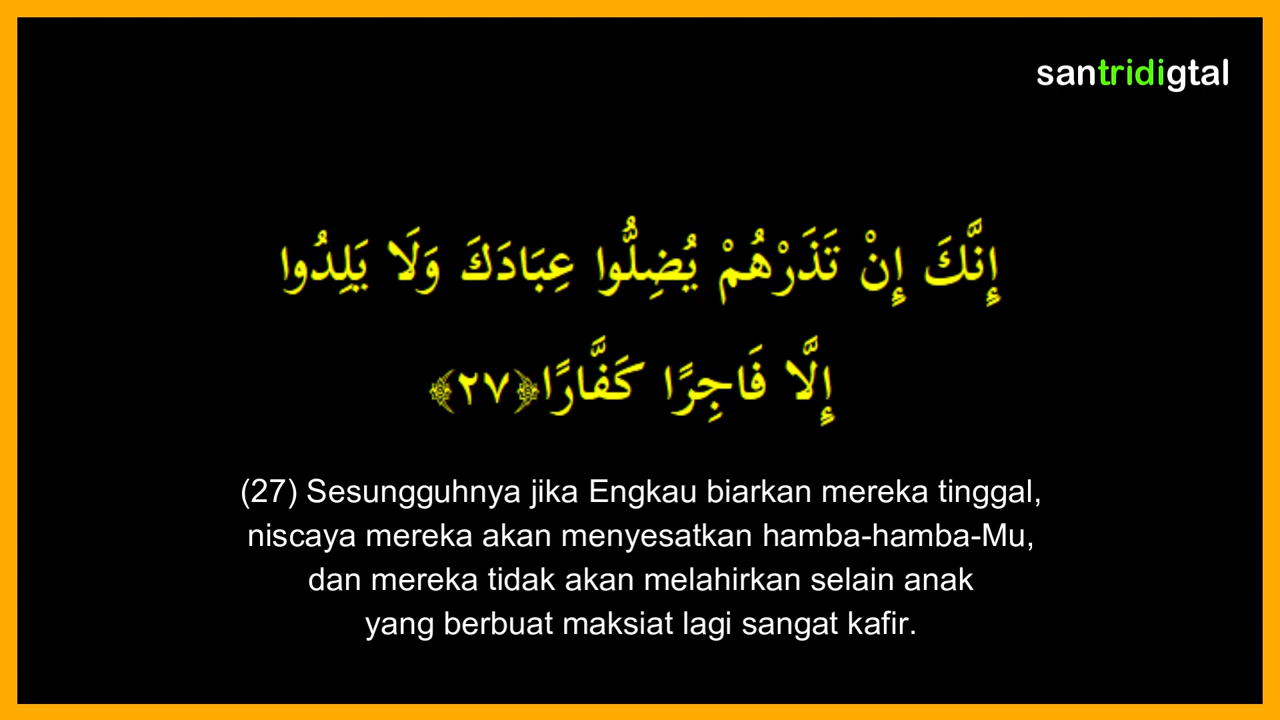 santridigtal
إِنَّكَ إِنْ تَذَرْهُمْ يُضِلُّوا عِبَادَكَ وَلَا يَلِدُوا
إِلَّا فَاجِرًا كَفَّارًا﴿٢٧﴾
(27) Sesungguhnya jika Engkau biarkan mereka tinggal,
niscaya mereka akan menyesatkan hamba-hamba-Mu,
dan mereka tidak akan melahirkan selain anak
yang berbuat maksiat lagi sangat kafir.